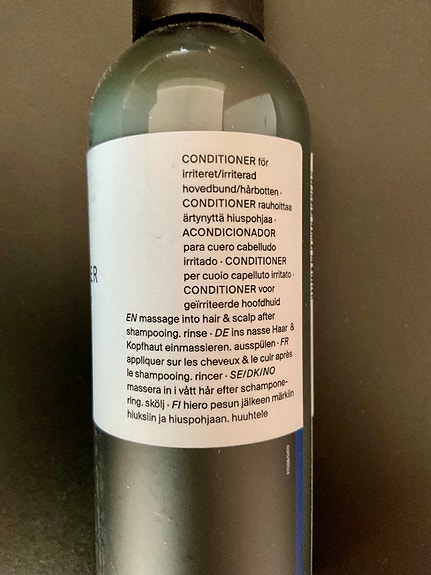 CONDITIONER för
irriteret/irriterad
hovedbund/hårbotten ·
CONDITIONER rauhoittaa
ärtynyttä hiuspohjaa ·
ACONDICIONADOR
para cuero cabelludo
irritado · CONDITIONER
per cuoio capelluto irritato ·
CONDITIONER voor
geïrriteerde hoofdhuid
EN massage into hair & scalp after
shampooing. rinse · DE ins nasse Haar &
Kopfhaut einmassieren. ausspülen · FR
appliquer sur les cheveux & le cuir après
le shampooing. rincer · SE/DK/NO
massera in i vått hår efter schampone-
ring. skölj · FI hiero pesun jälkeen märkiin
hiuksiin ja hiuspohjaan. huuhtele
ER